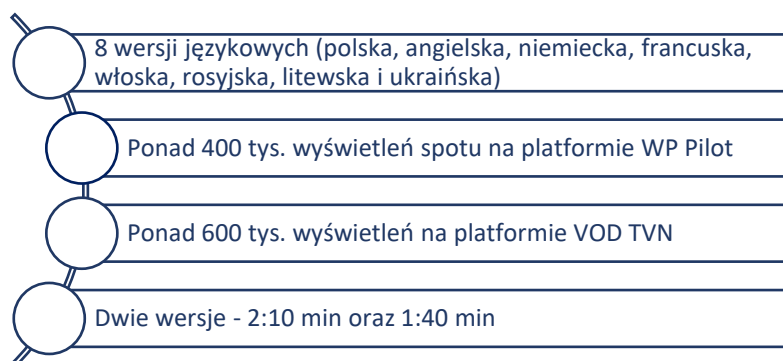 8 wersji językowych (polska, angielska, niemiecka, francuska,
włoska, rosyjska, litewska i ukraińska)
Ponad 400 tys. wyświetleń spotu na platformie WP Pilot
Ponad 600 tys. wyświetleń na platformie VOD TVN
Dwie wersje - 2:10 min oraz 1:40 min